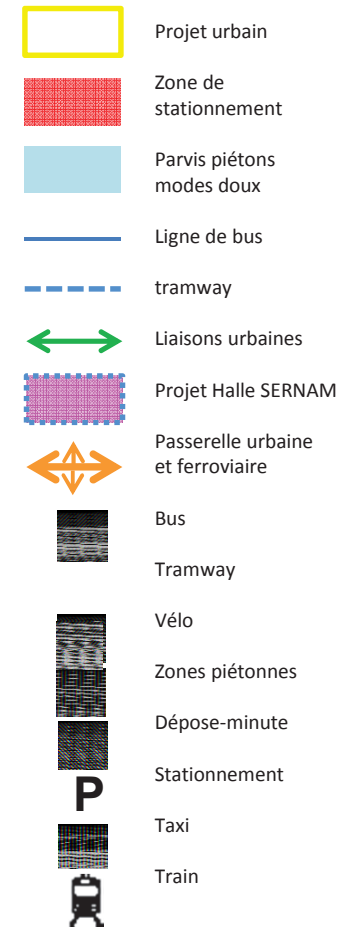 Projet urbain
Zone de
stationnement
Parvis piétons
modes doux
Ligne de bus
tramway
Liaisons urbaines
Projet Halle SERNAM
Passerelle urbaine
et ferroviaire
Bus
Tramway
Vélo
Zones piétonnes
Dépose-minute
Stationnement
P
Taxi
Train